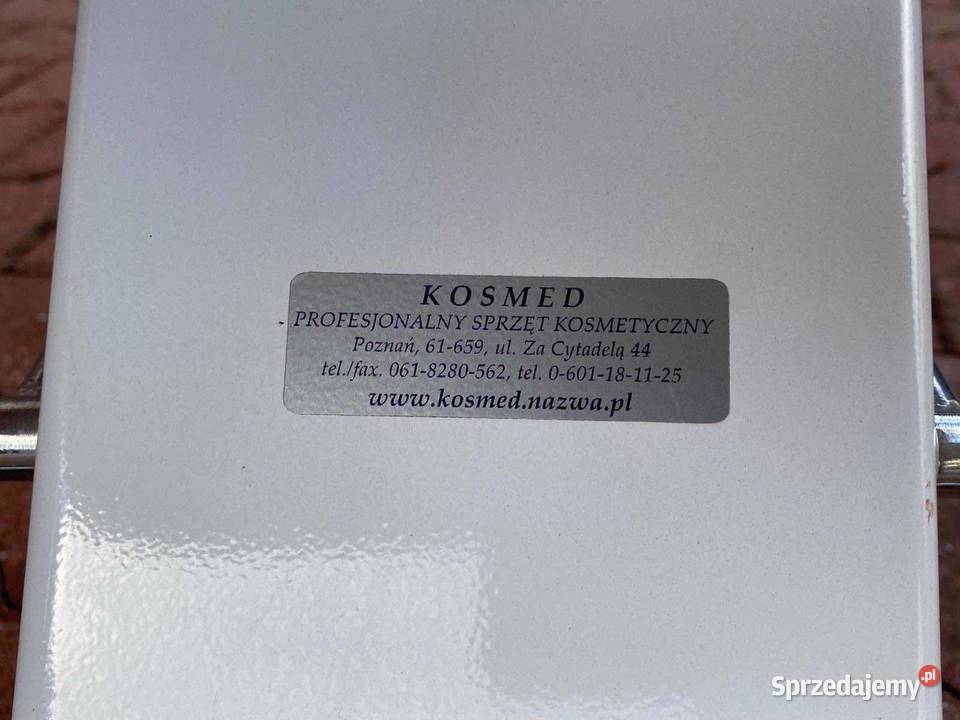 KOSMED
PROFESJONALNY SPRZĘT KOSMETYCZNY
Poznań, 61-659, ul. Za Cytadelą 44
tel./fax. 061-8280-562, tel. 0-601-18-11-25
www.kosmed.nazwa.pl
Sprzedajemy.pl